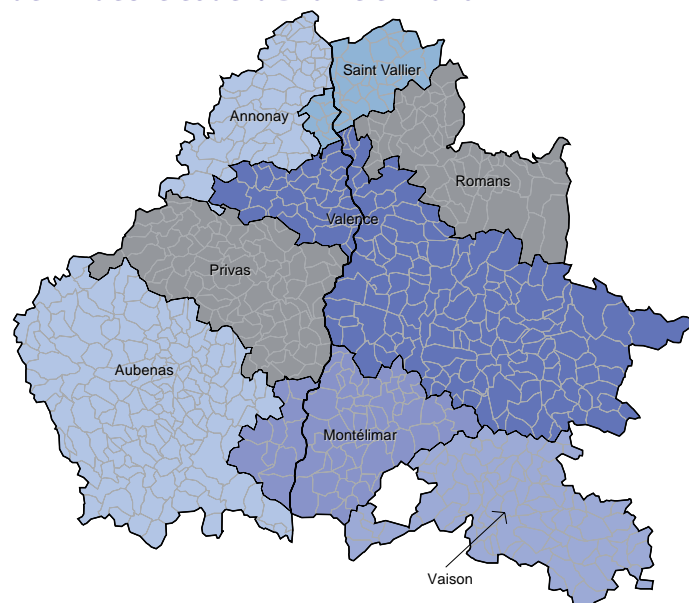 Saint Vallier
Annonay
Romans
Valence
Privas
Aubenas
Montélimar
Vaison